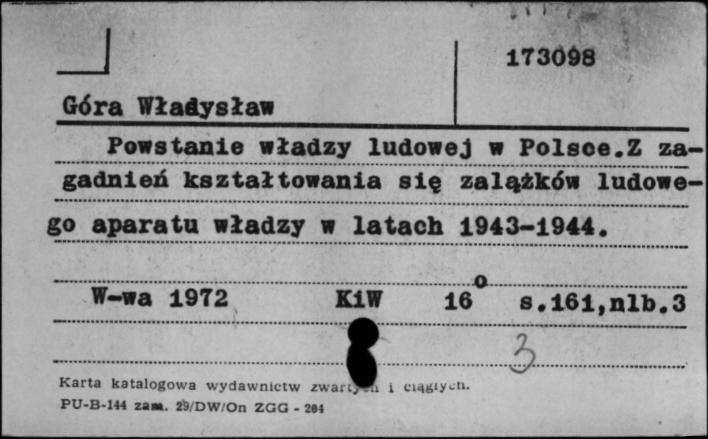 173098
Góra Władysław
Powstanie władzy ludowej w Polsce.Z za-
gadnień kształtowania się zalążków ludowe-
go aparatu władzy w latach 1943-1944.
W-wa 1972 KiW 16º s.161,nlb.3
3
Karta katalogowa wydawnictw zwartych i ciągłych.
PU-B-144 zam. 29/DW/On ZGG - 204